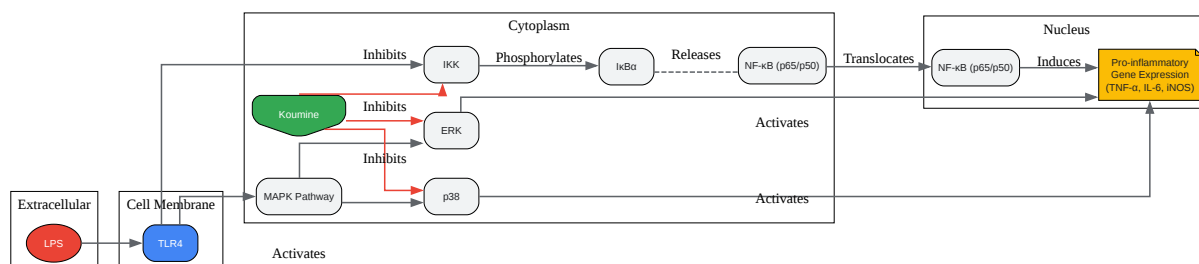 Cytoplasm
Nucleus
Inhibits
IKK
Phosphorylates
IκBα
Releases
NF-κB (p65/p50)
Translocates
NF-κB (p65/p50)
Induces
Pro-inflammatory
Gene Expression
(TNF-α, IL-6, iNOS)
Koumine
Inhibits
ERK
Activates
Inhibits
MAPK Pathway
p38
Activates
Extracellular
Cell Membrane
LPS
TLR4
Activates